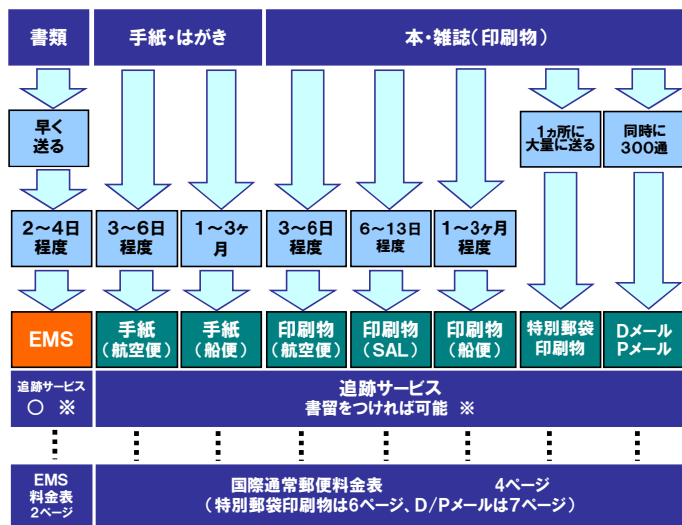 書類
手紙・はがき
本・雑誌（印刷物）
早く
送る
1ヵ所に
大量に送る
同時に
300通
2～4日
程度
3～6日
程度
1～3ヶ
月
3～6日
程度
6～13日
程度
1～3ヶ月
程度
EMS
手紙
（航空便）
手紙
（船便）
印刷物
（航空便）
印刷物
（SAL）
印刷物
（船便）
特別郵袋
印刷物
Dメール
Pメール
追跡サービス
○ ※
追跡サービス
書留をつければ可能 ※
EMS
料金表
2ページ
国際通常郵便料金表 4ページ
（特別郵袋印刷物は6ページ、D/Pメールは7ページ）